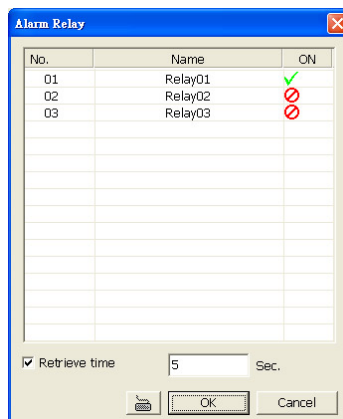 Alarm Relay
No. Name ON
01 Relay01
02 Relay02
03 Relay03
Retrieve time 5 Sec.
OK Cancel